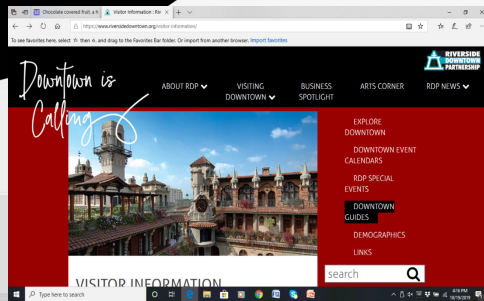 Chocolate covered fruit, a f
Visitor Information : Riv
https://www.riversidedowntown.org/visitor-information/
To see favorites here, select then, and drag to the Favorites Bar folder. Or import from another browser. Import favorites
Downtown is
Calling
RIVERSIDE
DOWNTOWN
PARTNERSHIP
ABOUT RDP
VISITING
DOWNTOWN
BUSINESS
SPOTLIGHT
ARTS CORNER
RDP NEWS
EXPLORE
DOWNTOWN
DOWNTOWN EVENT
CALENDARS
RDP SPECIAL
EVENTS
DOWNTOWN
GUIDES
DEMOGRAPHICS
LINKS
search
VISITOR INFORMATION
Type here to search
4:16 PM
10/19/2019